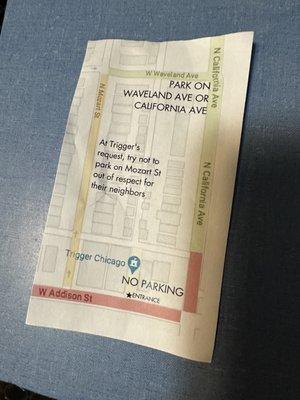 W Waveland Ave
N California Ave
N Mozart St
PARK ON
WAVELAND AVE OR
CALIFORNIA AVE
At Trigger's
request, try not to
park on Mozart St
out of respect for
their neighbors
N California Ave
Trigger Chicago
NO PARKING
★ENTRANCE
W Addison St